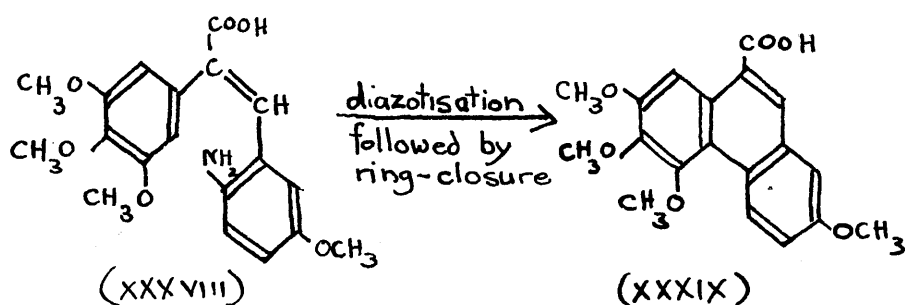 COOH
C
CH
CH₃O
CH₃O
CH₃O
NH₂
OCH₃
(XXXVIII)
diazotisation
followed by
ring-closure
COOH
CH₃O
CH₃O
CH₃O
OCH₃
(XXXIX)